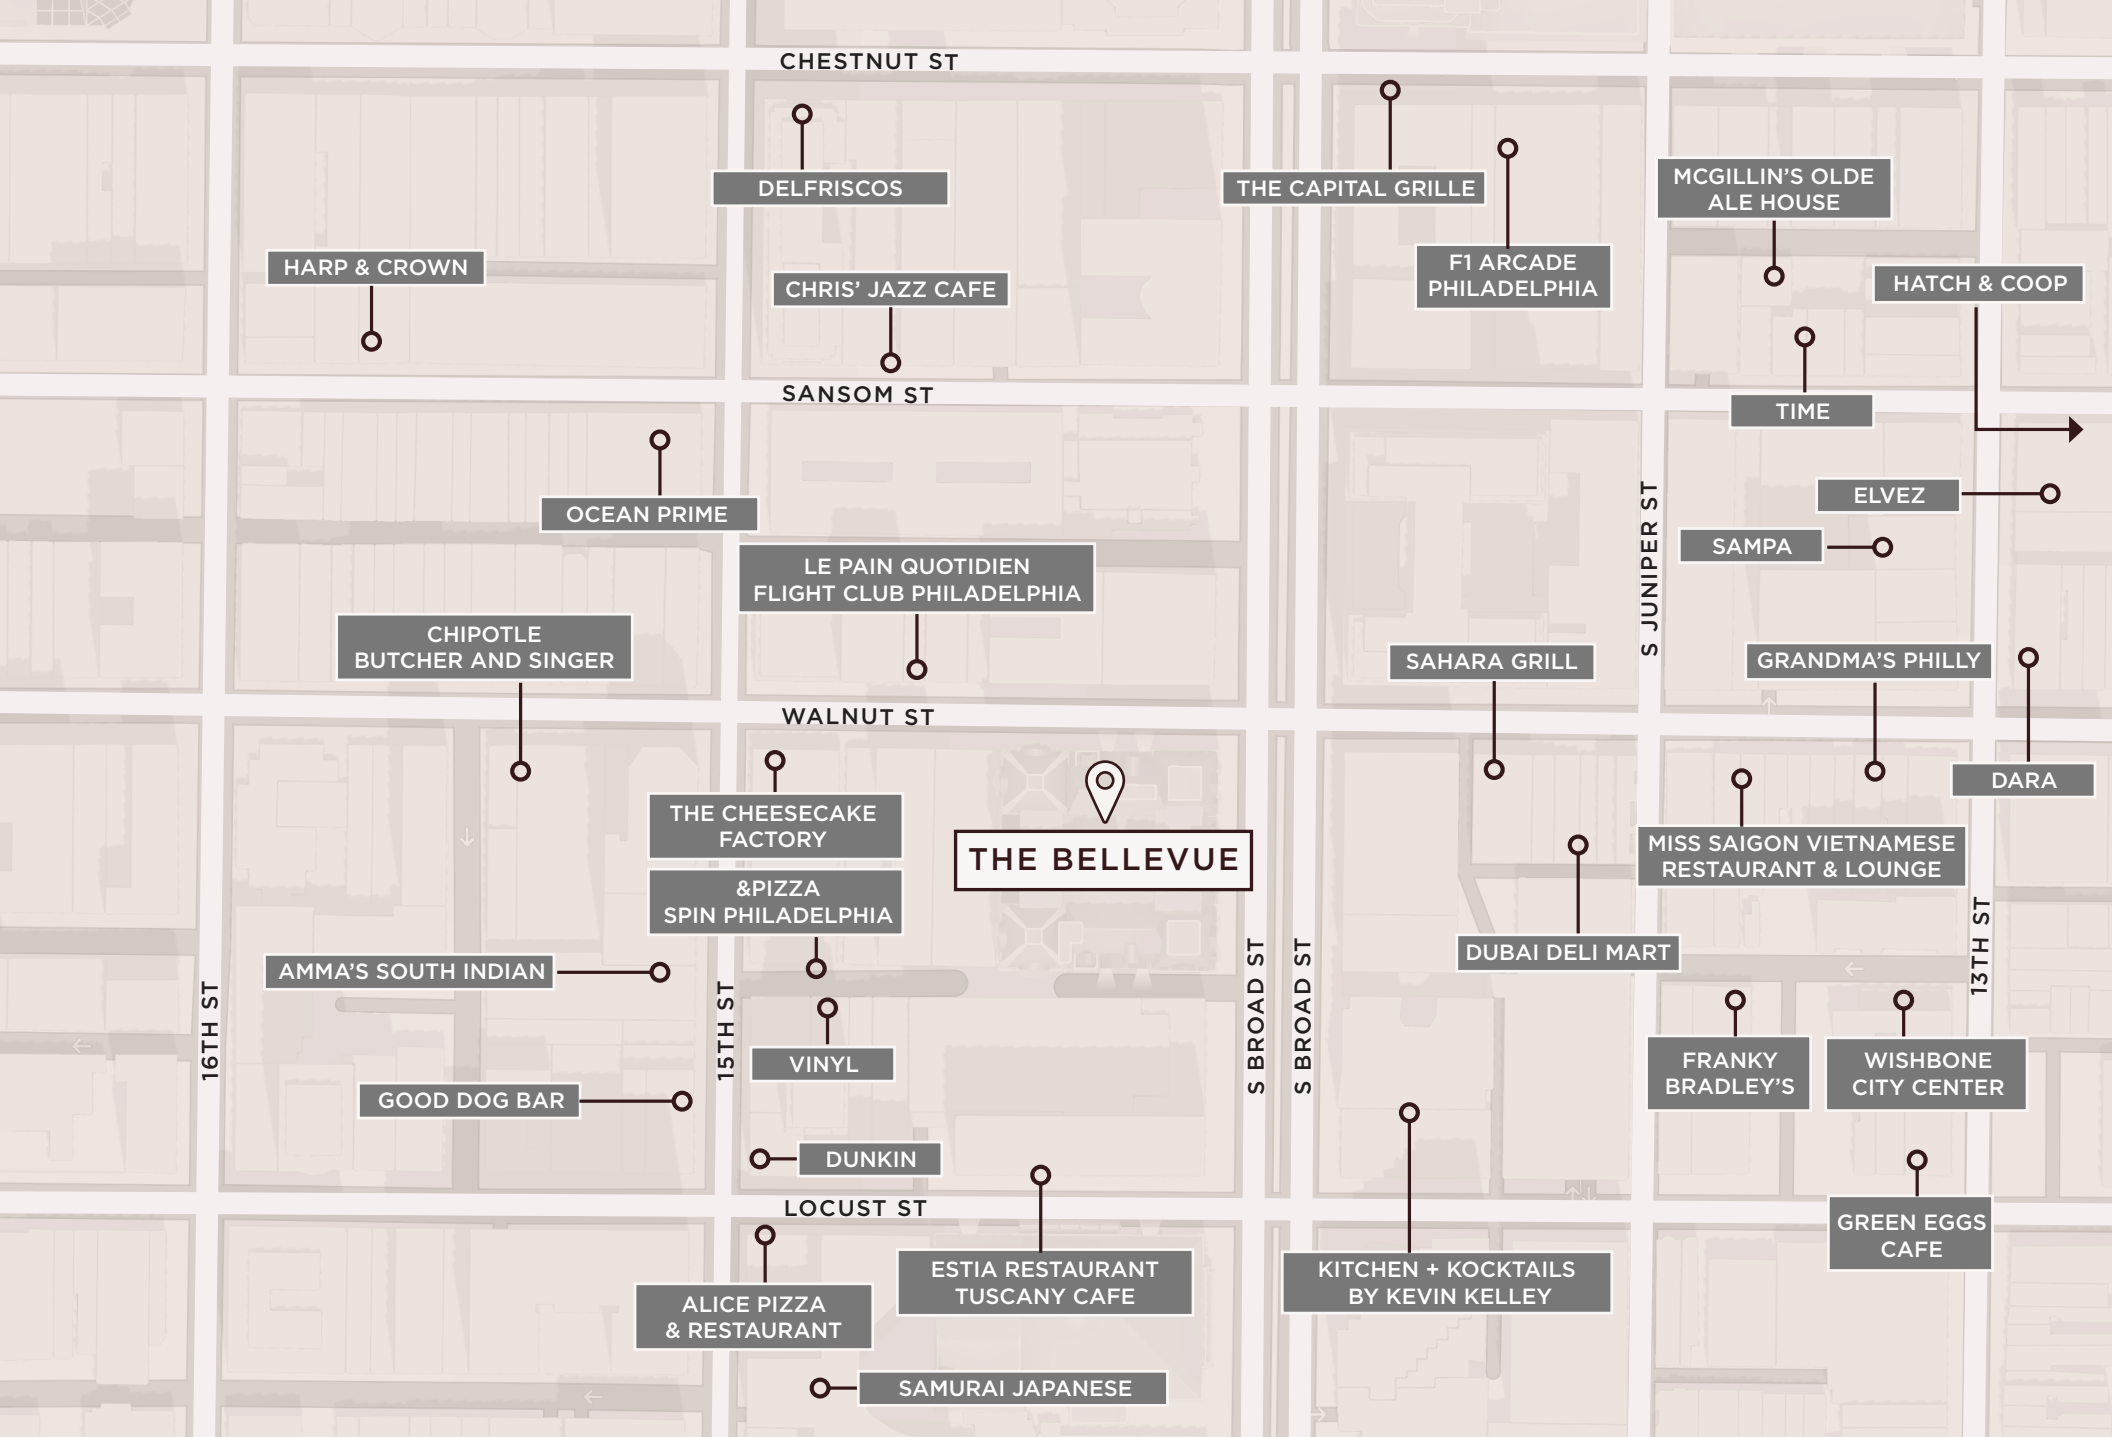 CHESTNUT ST
DELFRISCOS
THE CAPITAL GRILLE
MCGILLIN'S OLDE
ALE HOUSE
F1 ARCADE
PHILADELPHIA
HARP & CROWN
CHRIS' JAZZ CAFE
HATCH & COOP
SANSOM ST
TIME
OCEAN PRIME
ELVEZ
SAMPA
S JUNIPER ST
LE PAIN QUOTIDIEN
FLIGHT CLUB PHILADELPHIA
CHIPOTLE
BUTCHER AND SINGER
SAHARA GRILL
GRANDMA'S PHILLY
WALNUT ST
DARA
THE CHEESECAKE
FACTORY
THE BELLEVUE
MISS SAIGON VIETNAMESE
RESTAURANT & LOUNGE
&PIZZA
SPIN PHILADELPHIA
DUBAI DELI MART
13TH ST
AMMA'S SOUTH INDIAN
16TH ST
15TH ST
S BROAD ST
S BROAD ST
VINYL
FRANKY
BRADLEY'S
WISHBONE
CITY CENTER
GOOD DOG BAR
DUNKIN
LOCUST ST
GREEN EGGS
CAFE
ESTIA RESTAURANT
TUSCANY CAFE
KITCHEN + KOCKTAILS
BY KEVIN KELLEY
ALICE PIZZA
& RESTAURANT
SAMURAI JAPANESE